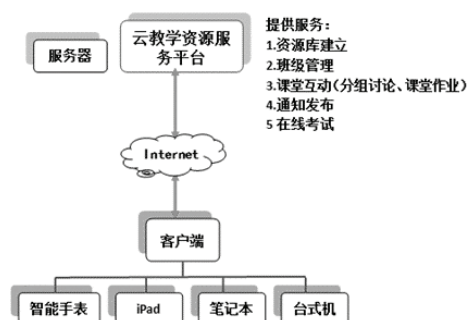 服务器
云教学资源服
务平台
提供服务：
1.资源库建立
2.班级管理
3.课堂互动（分组讨论、课堂作业）
4.通知发布
5 在线考试
Internet
客户端
智能手表
iPad
笔记本
台式机